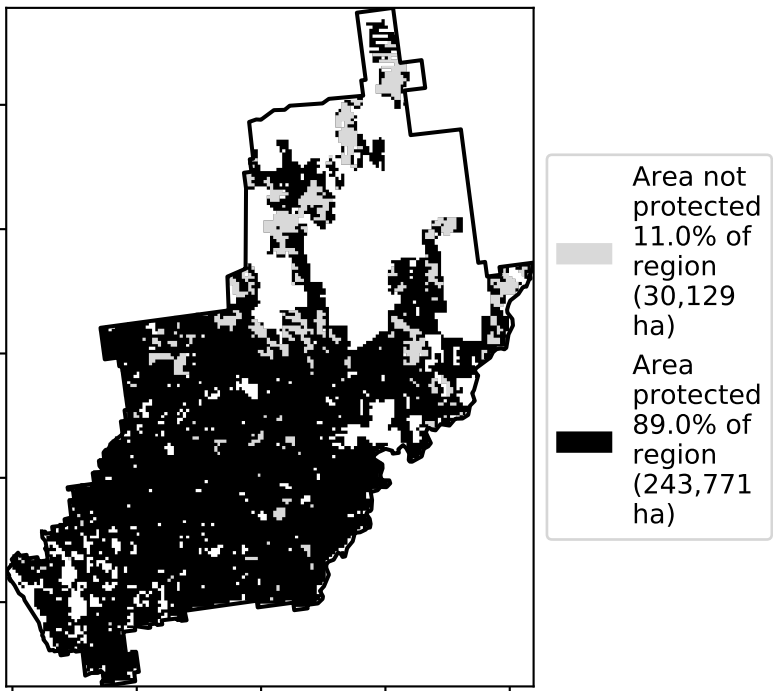 Area not
protected
11.0% of
region
(30,129
ha)
Area
protected
89.0% of
region
(243,771
ha)